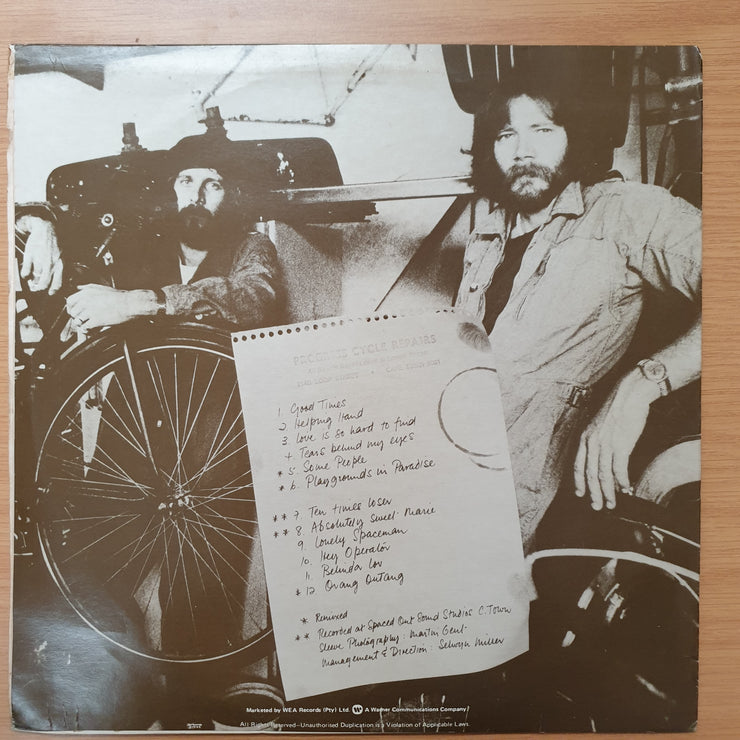 PROGRESS CYCLE REPAIRS
1. Good Times
2. Helping Hand
3. Love is so hard to find
4 Tears behind my eyes
* 5. Some People
* 6. Playgrounds in Paradise
** 7. Ten times loser
** 8. Absolutely Sweet Marie
9. Lonely Spaceman
10. Hey Operator
11. Belinda Lov
* 12. Orang Outang
* Remixed
** Recorded at Spaced Out Sound Studios C. Town
Sleeve Photography: Martin Gent.
Management & Direction: Selwyn Miller
Marketed by WEA Records (Pty) Ltd. A Warner Communications Company
All Rights Reserved—Unauthorised Duplication is a Violation of Applicable Laws.